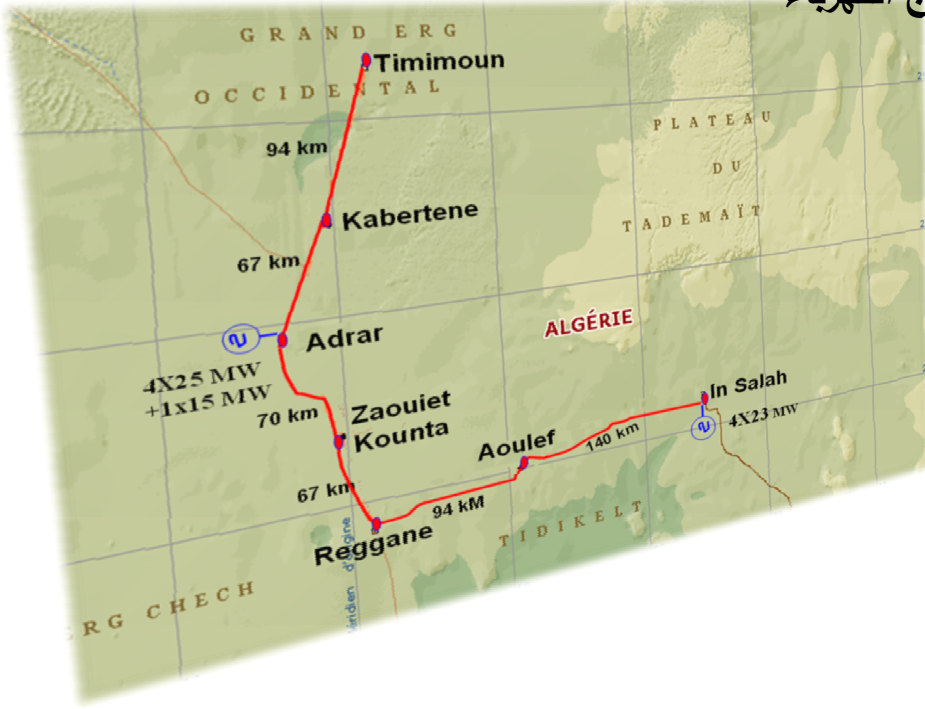 GRAND ERG
Timimoun
OCCIDENTAL
94 km
PLATEAU
DU
TADEMAÏT
Kabertene
67 km
ALGÉRIE
Adrar
4X25 MW
+1x15 MW
70 km
Zaouiet
Kounta
In Salah
4X23 MW
140 km
Aoulef
67 km
94 kM
Reggane
TIDIKELT
d'origine
RG CHECH